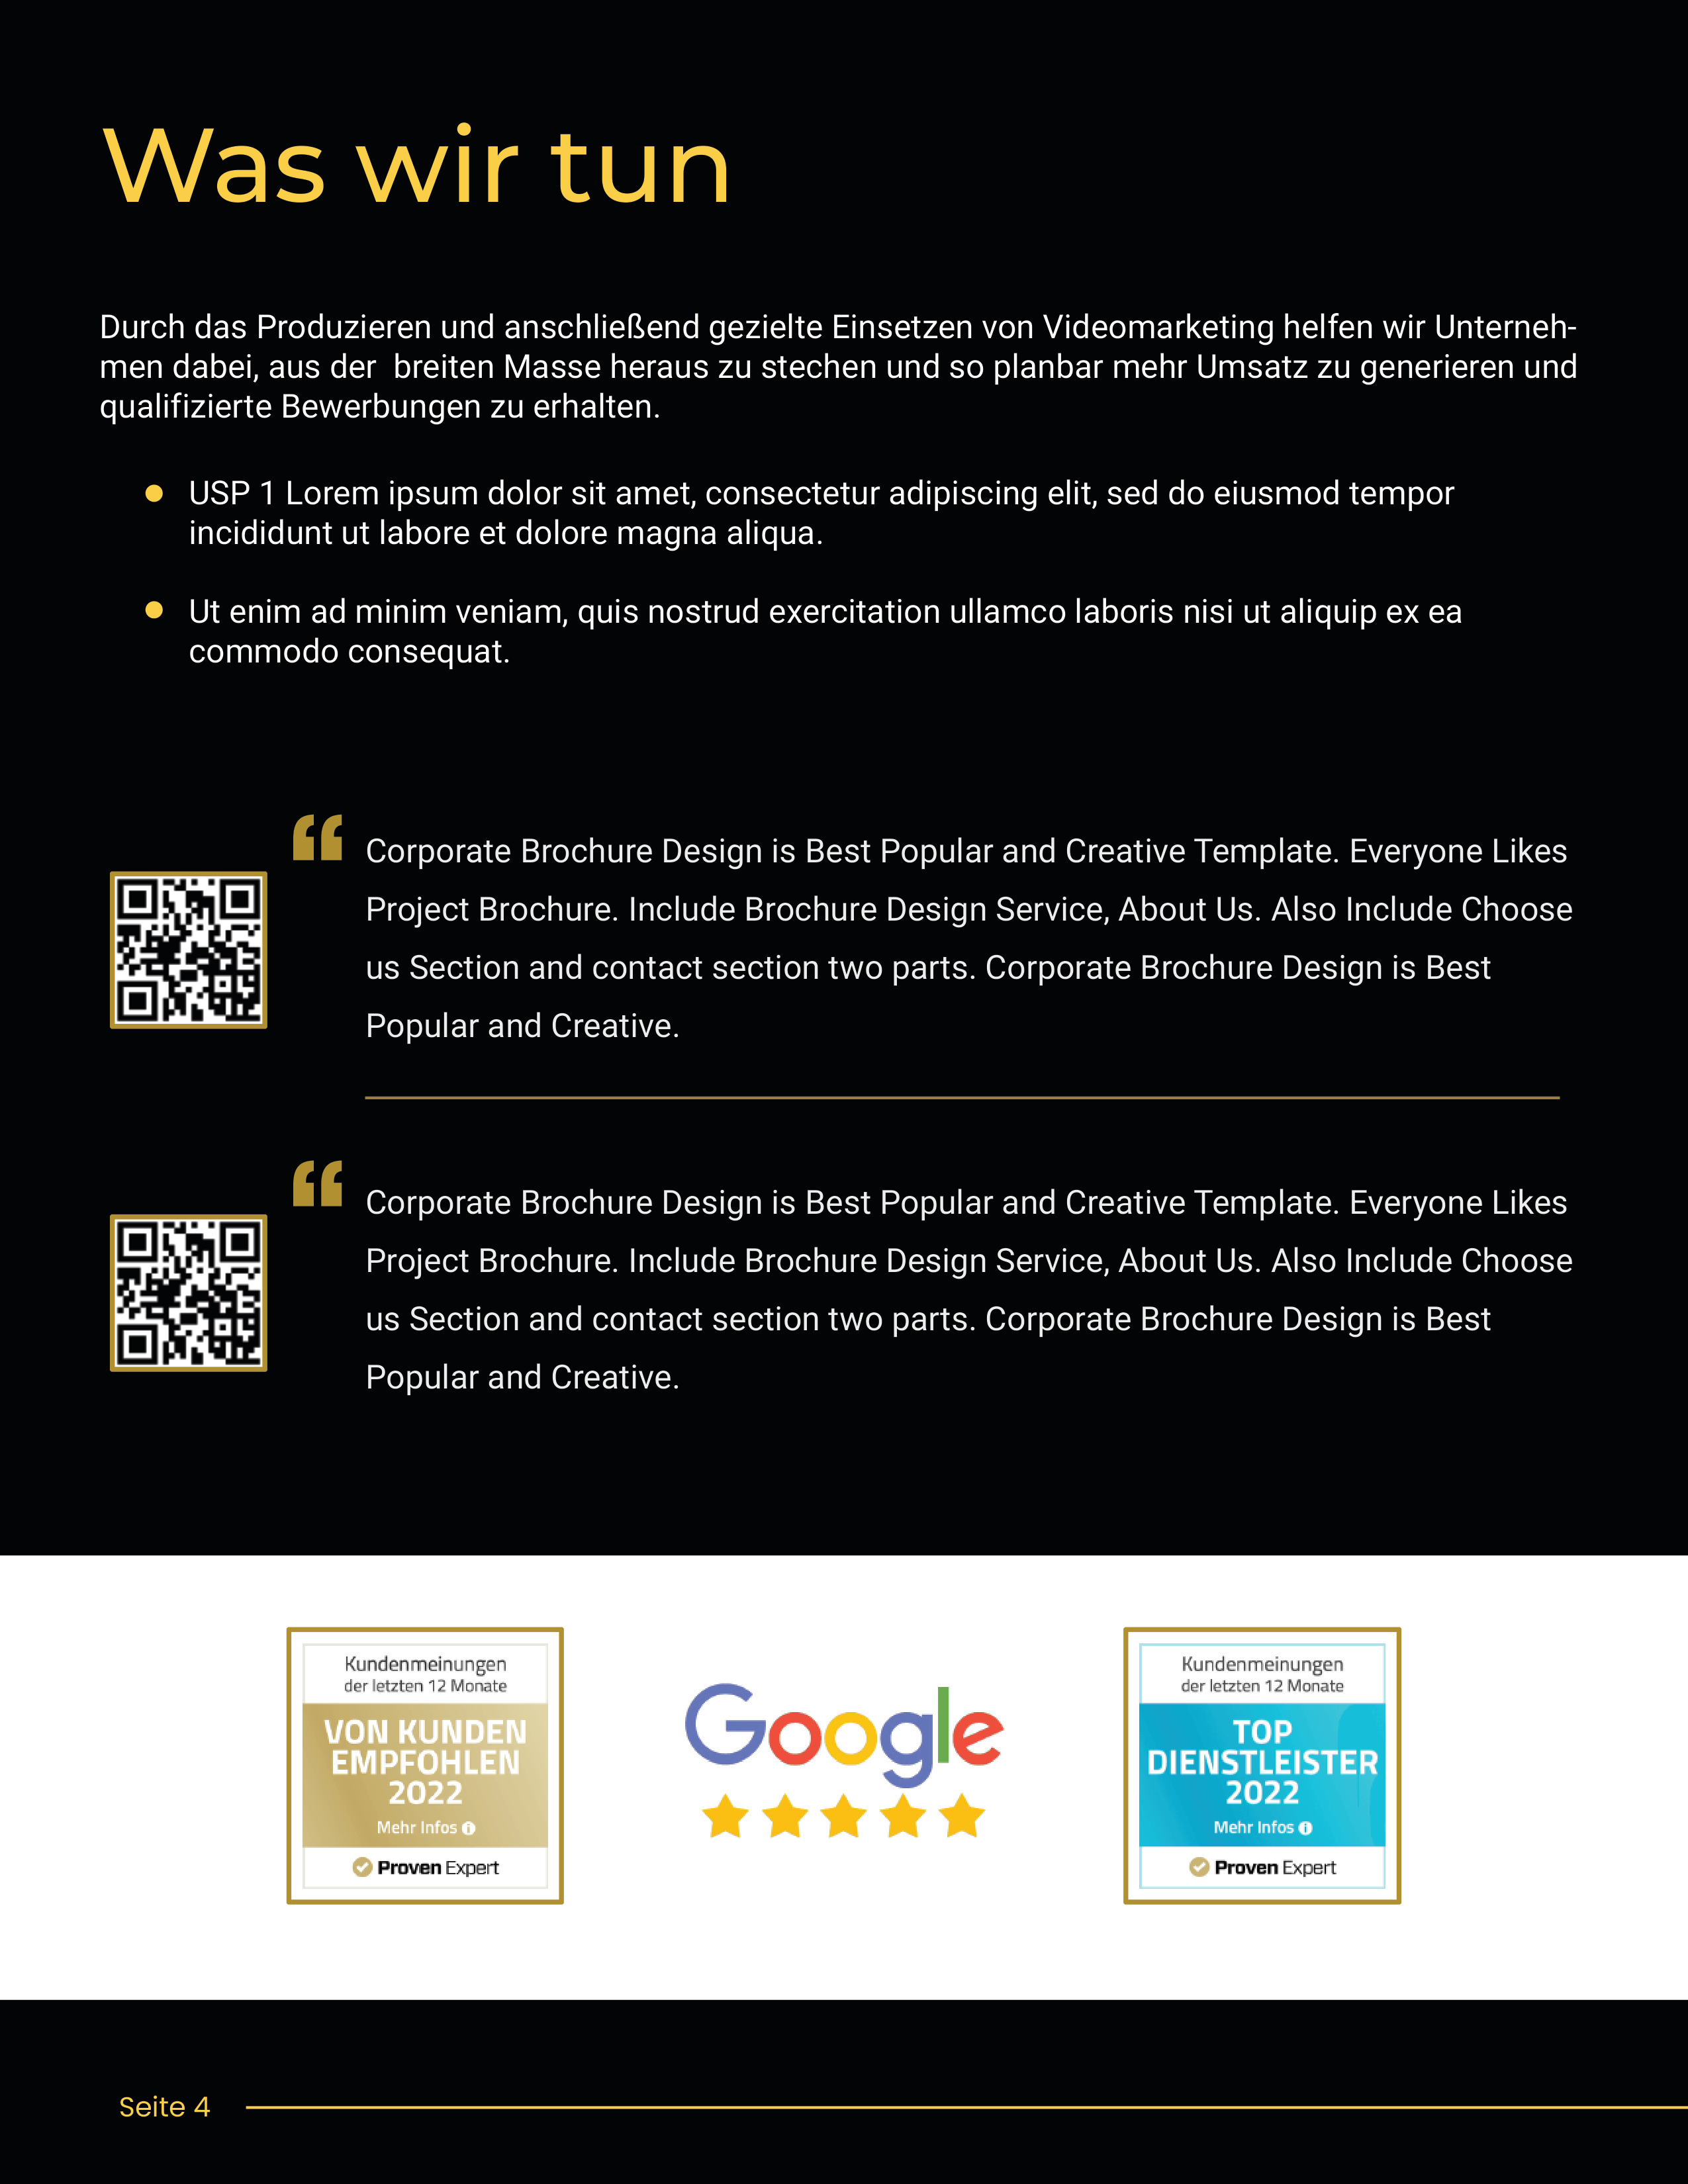 Was wir tun
Durch das Produzieren und anschließend gezielte Einsetzen von Videomarketing helfen wir Unterneh-
men dabei, aus der  breiten Masse heraus zu stechen und so planbar mehr Umsatz zu generieren und
qualifizierte Bewerbungen zu erhalten.
● USP 1 Lorem ipsum dolor sit amet, consectetur adipiscing elit, sed do eiusmod tempor
incididunt ut labore et dolore magna aliqua.
● Ut enim ad minim veniam, quis nostrud exercitation ullamco laboris nisi ut aliquip ex ea
commodo consequat.
“ Corporate Brochure Design is Best Popular and Creative Template. Everyone Likes
Project Brochure. Include Brochure Design Service, About Us. Also Include Choose
us Section and contact section two parts. Corporate Brochure Design is Best
Popular and Creative.
“ Corporate Brochure Design is Best Popular and Creative Template. Everyone Likes
Project Brochure. Include Brochure Design Service, About Us. Also Include Choose
us Section and contact section two parts. Corporate Brochure Design is Best
Popular and Creative.
Kundenmeinungen
der letzten 12 Monate
VON KUNDEN
EMPFOHLEN
2022
Mehr Infos
Proven Expert
Google
Kundenmeinungen
der letzten 12 Monate
TOP
DIENSTLEISTER
2022
Mehr Infos
Proven Expert
Seite 4